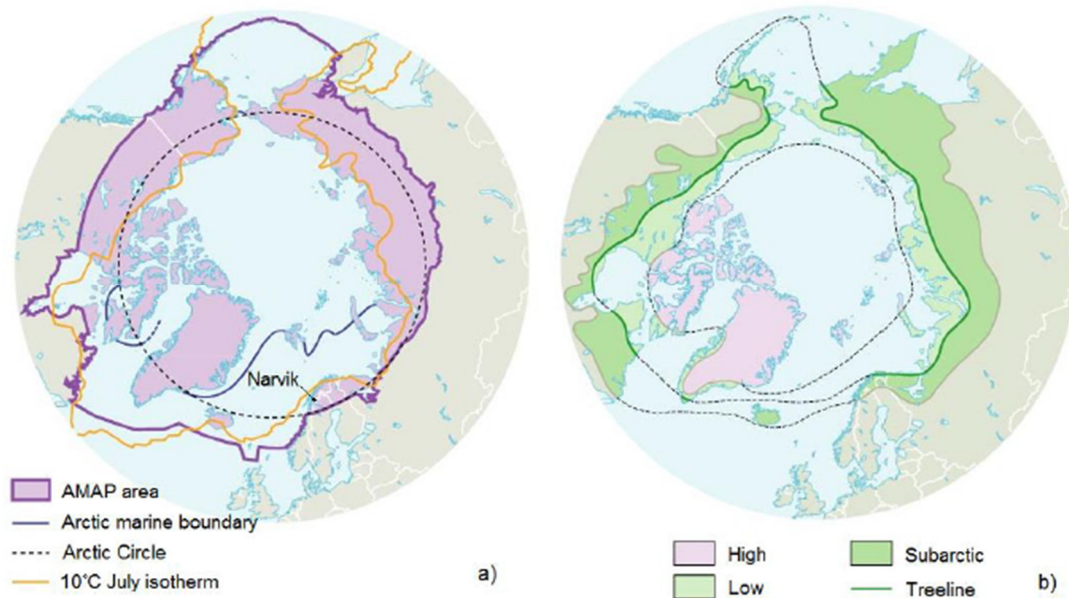 Narvik
AMAP area
Arctic marine boundary
Arctic Circle
10°C July isotherm
a)
High
Low
Subarctic
Treeline
b)